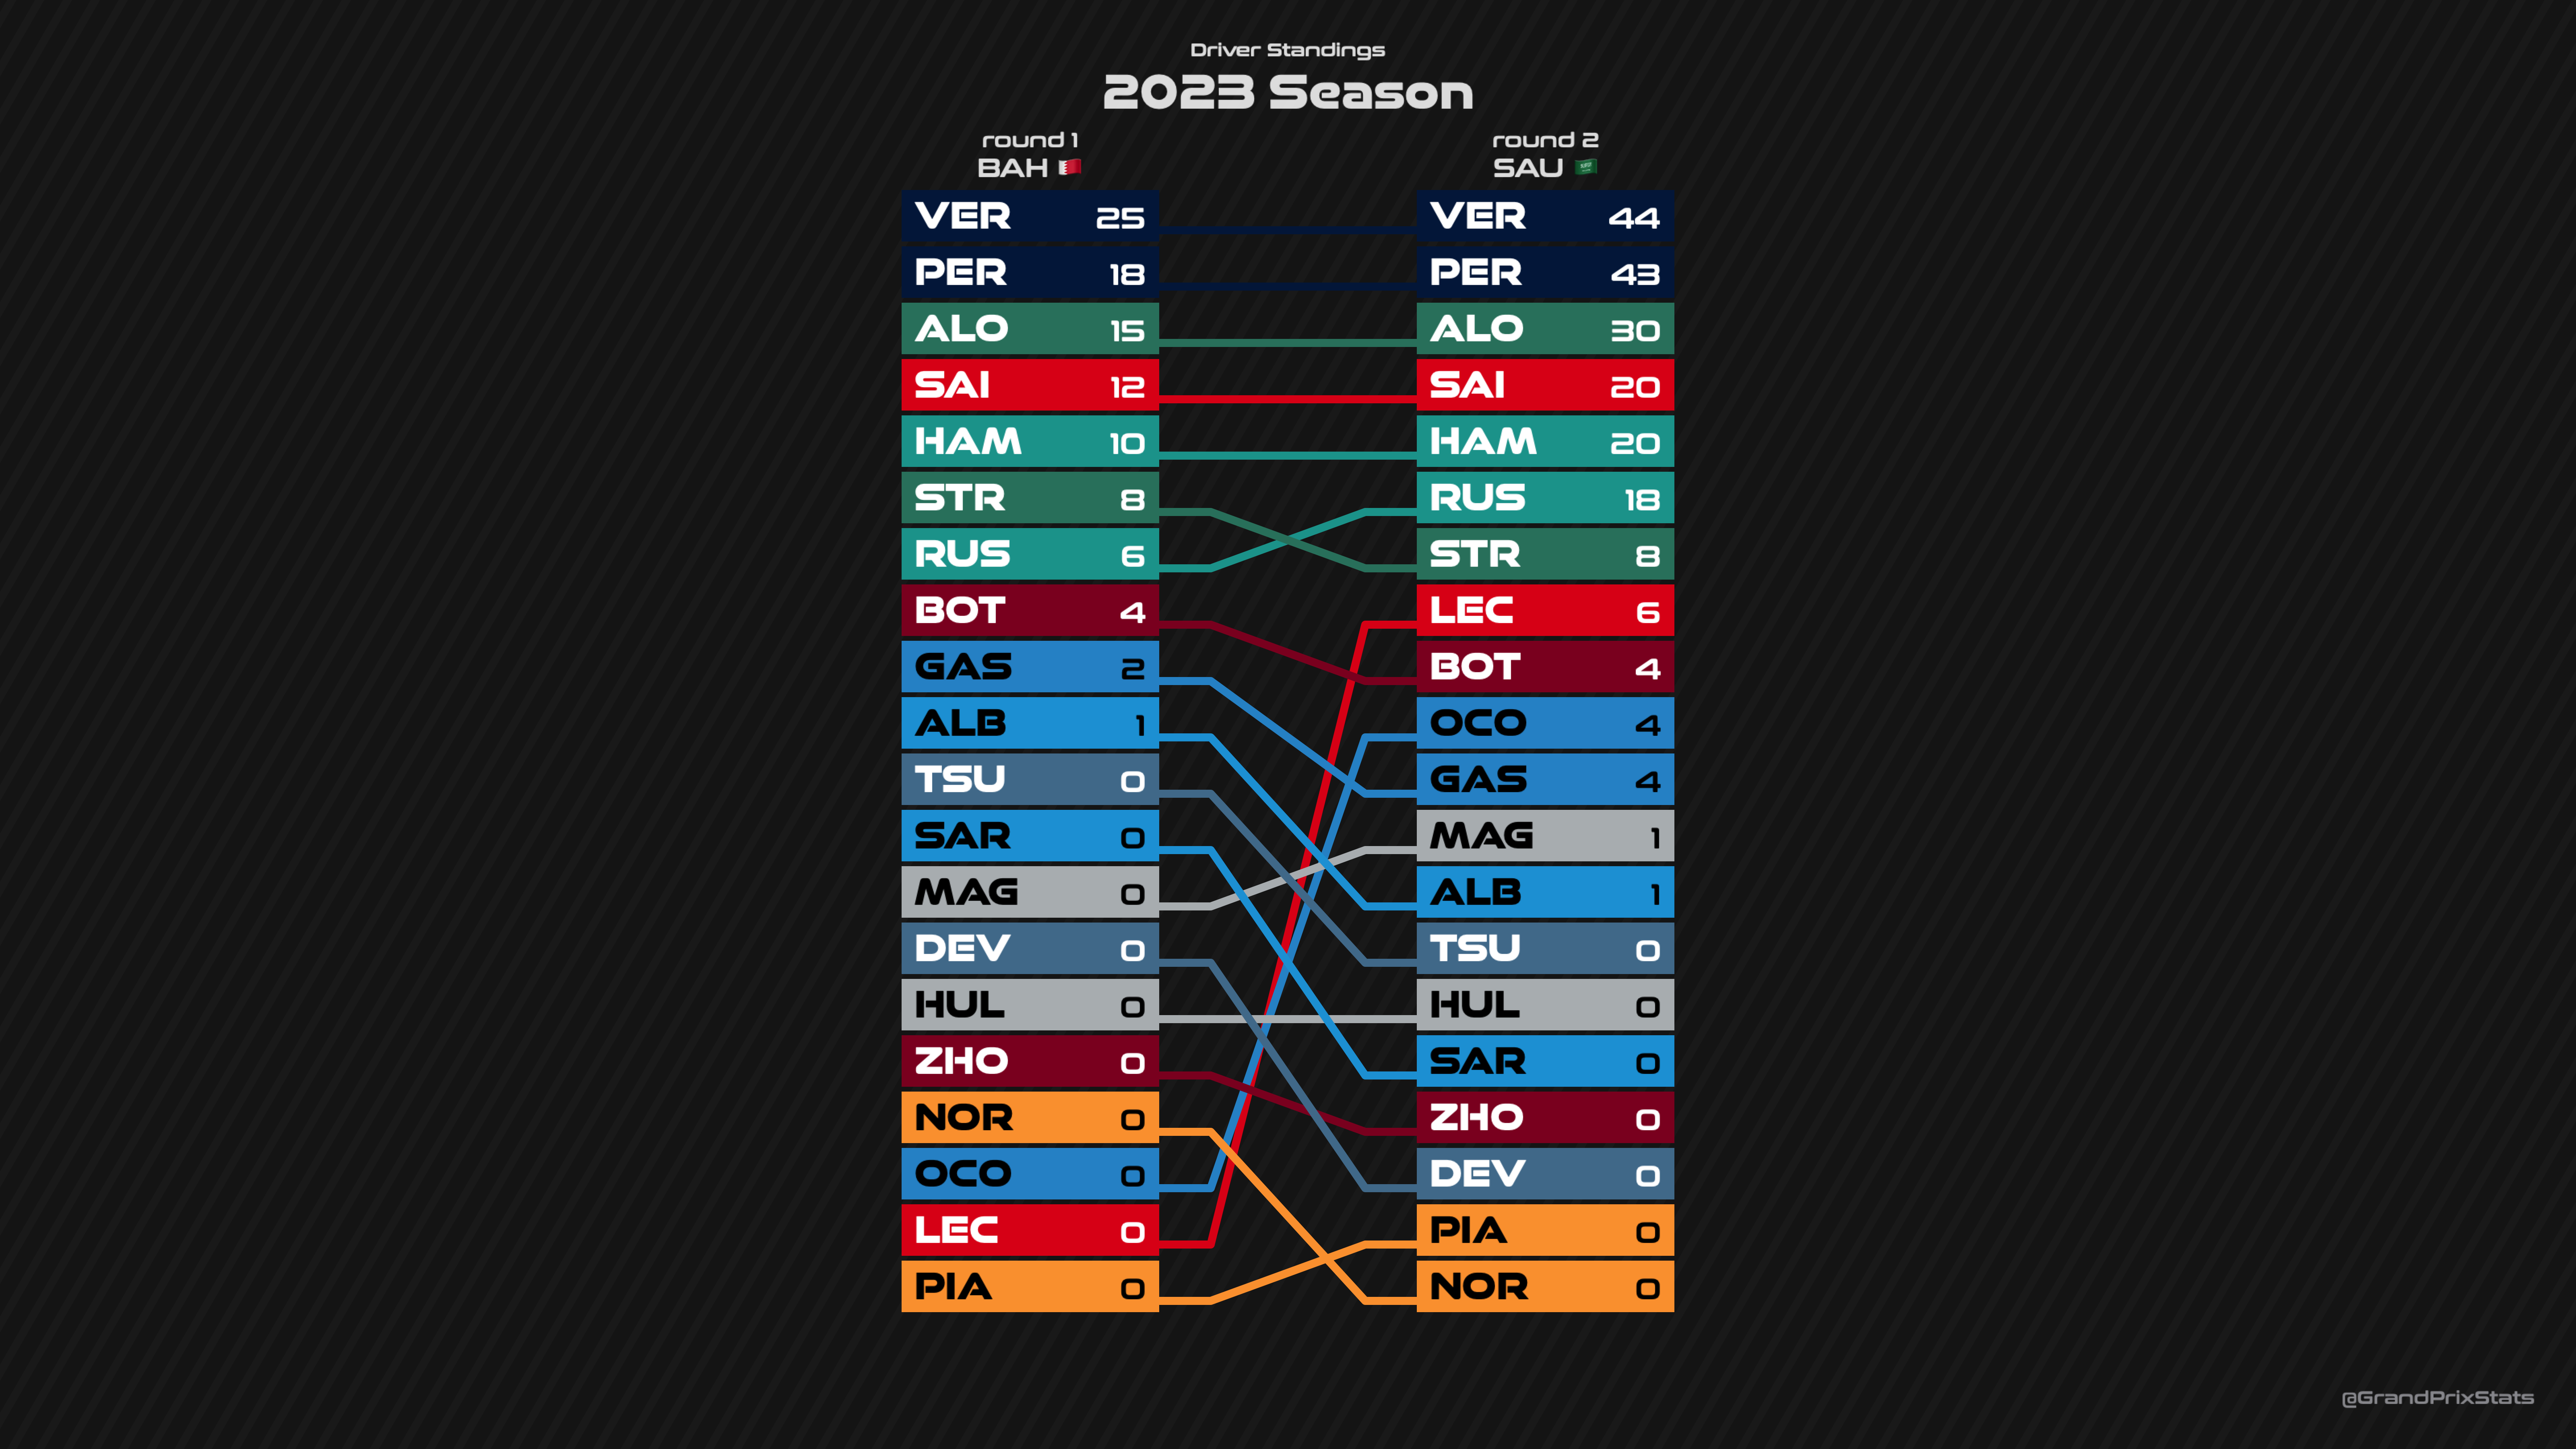 Driver Standings
2023 Season
round 1
BAH
VER 25
PER 18
ALO 15
SAI 12
HAM 10
STR 8
RUS 6
BOT 4
GAS 2
ALB 1
TSU 0
SAR 0
MAG 0
DEV 0
HUL 0
ZHO 0
NOR 0
OCO 0
LEC 0
PIA 0
round 2
SAU
VER 44
PER 43
ALO 30
SAI 20
HAM 20
RUS 18
STR 8
LEC 6
BOT 4
OCO 4
GAS 4
MAG 1
ALB 1
TSU 0
HUL 0
SAR 0
ZHO 0
DEV 0
PIA 0
NOR 0
@GrandPrixStats